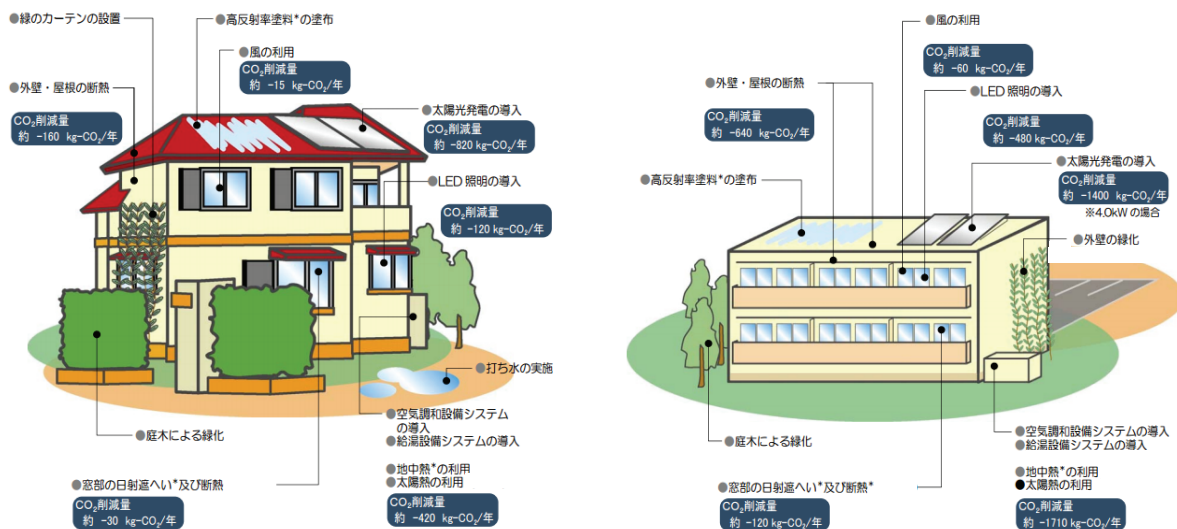 ●緑のカーテンの設置
●高反射率塗料*の塗布
●風の利用
CO₂削減量
約 -15 kg-CO₂/年
●外壁・屋根の断熱
CO₂削減量
約 -160 kg-CO₂/年
●太陽光発電の導入
CO₂削減量
約 -820 kg-CO₂/年
●LED 照明の導入
CO₂削減量
約 -120 kg-CO₂/年
●打ち水の実施
●空気調和設備システム
の導入
●給湯設備システムの導入
●庭木による緑化
●地中熱*の利用
●太陽熱の利用
CO₂削減量
約 -420 kg-CO₂/年
●窓部の日射遮へい*及び断熱
CO₂削減量
約 -30 kg-CO₂/年
●風の利用
CO₂削減量
約 -60 kg-CO₂/年
●外壁・屋根の断熱
CO₂削減量
約 -640 kg-CO₂/年
●LED 照明の導入
CO₂削減量
約 -480 kg-CO₂/年
●太陽光発電の導入
CO₂削減量
約 -1400 kg-CO₂/年
※4.0kW の場合
●高反射率塗料*の塗布
●外壁の緑化
●庭木による緑化
●空気調和設備システムの導入
●給湯設備システムの導入
●地中熱*の利用
●太陽熱の利用
CO₂削減量
約 -1710 kg-CO₂/年
●窓部の日射遮へい*及び断熱*
CO₂削減量
約 -120 kg-CO₂/年